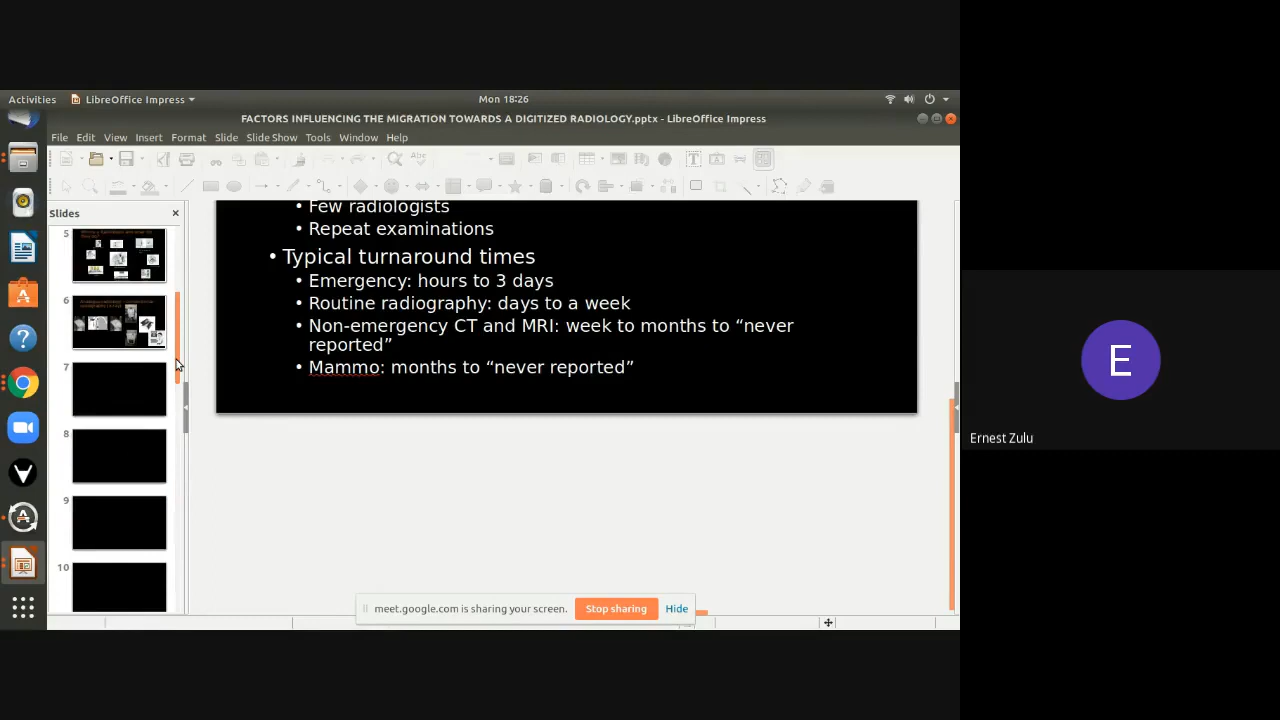 Activities
LibreOffice Impress
Mon 18:26
FACTORS INFLUENCING THE MIGRATION TOWARDS A DIGITIZED RADIOLOGY.pptx - LibreOffice Impress
File Edit View Insert Format Slide Slide Show Tools Window Help
Slides
5
6
7
8
9
10
• Few radiologists
• Repeat examinations
• Typical turnaround times
• Emergency: hours to 3 days
• Routine radiography: days to a week
• Non-emergency CT and MRI: week to months to “never
reported”
• Mammo: months to “never reported”
meet.google.com is sharing your screen.
Stop sharing
Hide
E
Ernest Zulu